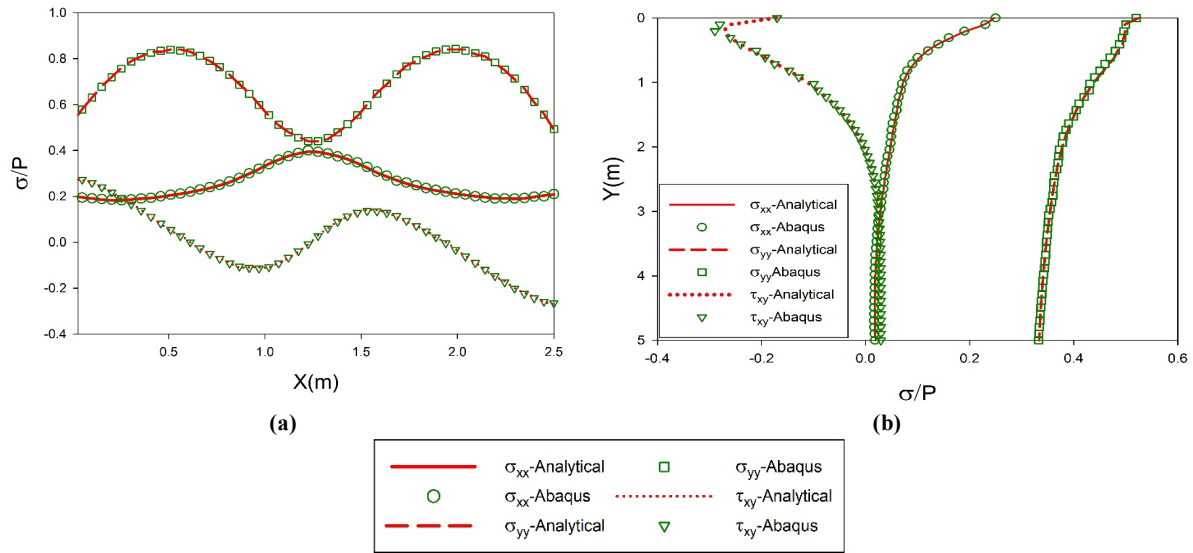 σ/P
1.0
0.8
0.6
0.4
0.2
0.0
-0.2
-0.4
0.5 1.0 1.5 2.0 2.5
X(m)
(a)
Y(m)
0
1
2
3
4
5
σxx-Analytical
σxx-Abaqus
σyy-Analytical
σyyAbaqus
τxy-Analytical
τxy-Abaqus
-0.4 -0.2 0.0 0.2 0.4 0.6
σ/P
(b)
σxx-Analytical σyy-Abaqus
σxx-Abaqus τxy-Analytical
σyy-Analytical τxy-Abaqus